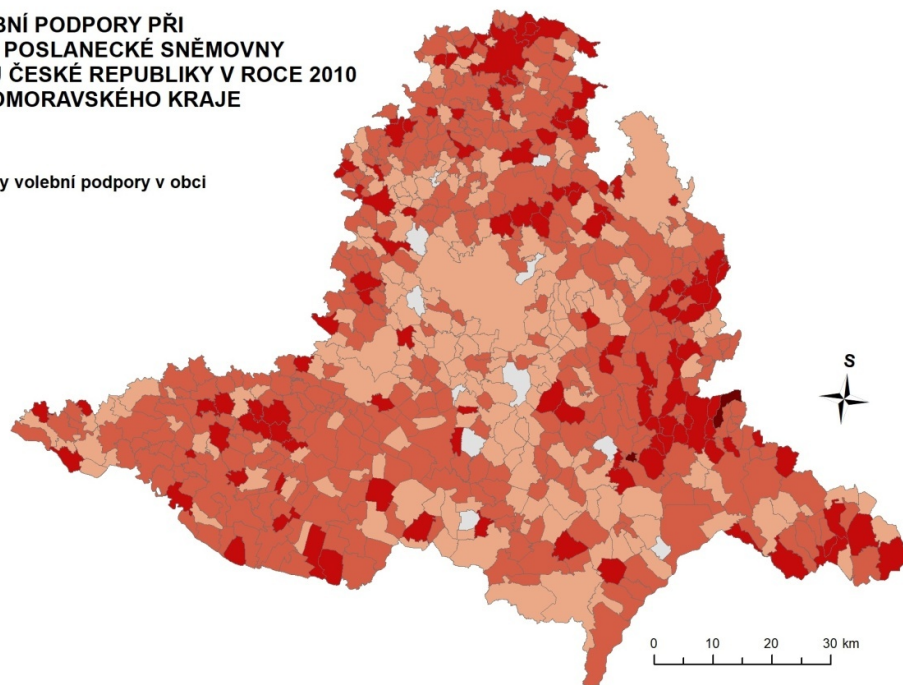 BNÍ PODPORY PŘI
POSLANECKÉ SNĚMOVNY
U ČESKÉ REPUBLIKY V ROCE 2010
OMORAVSKÉHO KRAJE
y volební podpory v obci
S
0 10 20 30 km